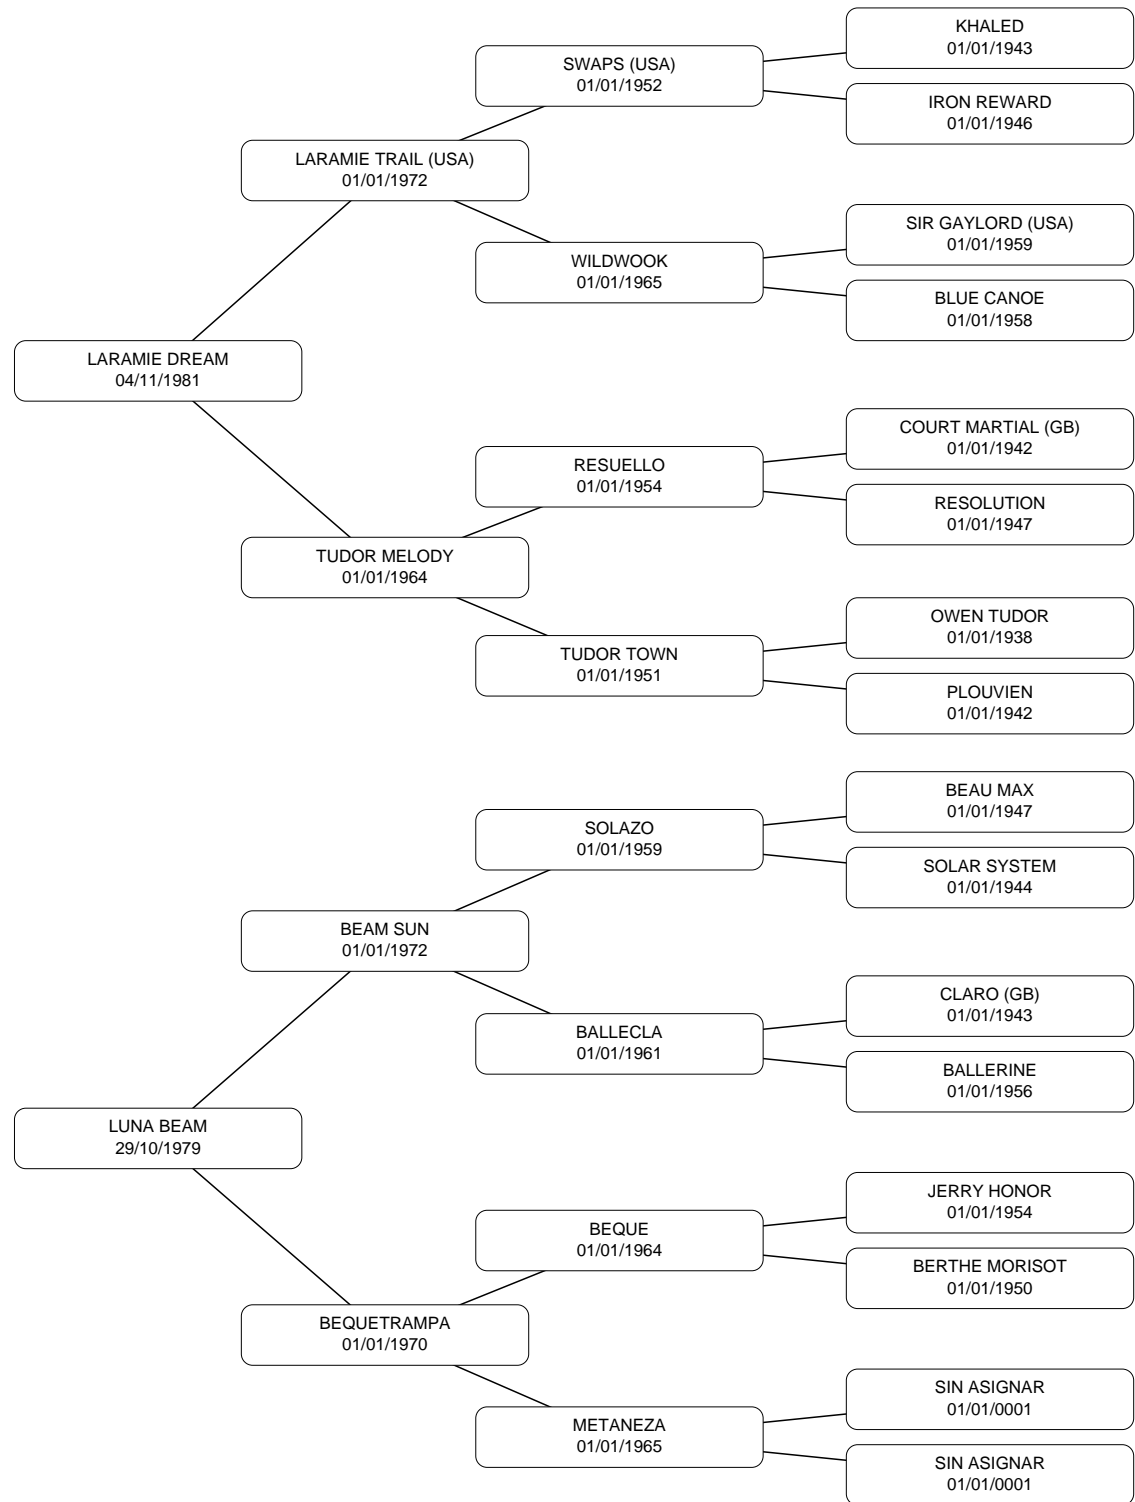 KHALED
01/01/1943
SWAPS (USA)
01/01/1952
IRON REWARD
01/01/1946
LARAMIE TRAIL (USA)
01/01/1972
SIR GAYLORD (USA)
01/01/1959
WILDWOOK
01/01/1965
BLUE CANOE
01/01/1958
LARAMIE DREAM
04/11/1981
COURT MARTIAL (GB)
01/01/1942
RESUELLO
01/01/1954
RESOLUTION
01/01/1947
TUDOR MELODY
01/01/1964
OWEN TUDOR
01/01/1938
TUDOR TOWN
01/01/1951
PLOUVIEN
01/01/1942
BEAU MAX
01/01/1947
SOLAZO
01/01/1959
SOLAR SYSTEM
01/01/1944
BEAM SUN
01/01/1972
CLARO (GB)
01/01/1943
BALLECLA
01/01/1961
BALLERINE
01/01/1956
LUNA BEAM
29/10/1979
JERRY HONOR
01/01/1954
BEQUE
01/01/1964
BERTHE MORISOT
01/01/1950
BEQUETRAMPA
01/01/1970
SIN ASIGNAR
01/01/0001
METANEZA
01/01/1965
SIN ASIGNAR
01/01/0001